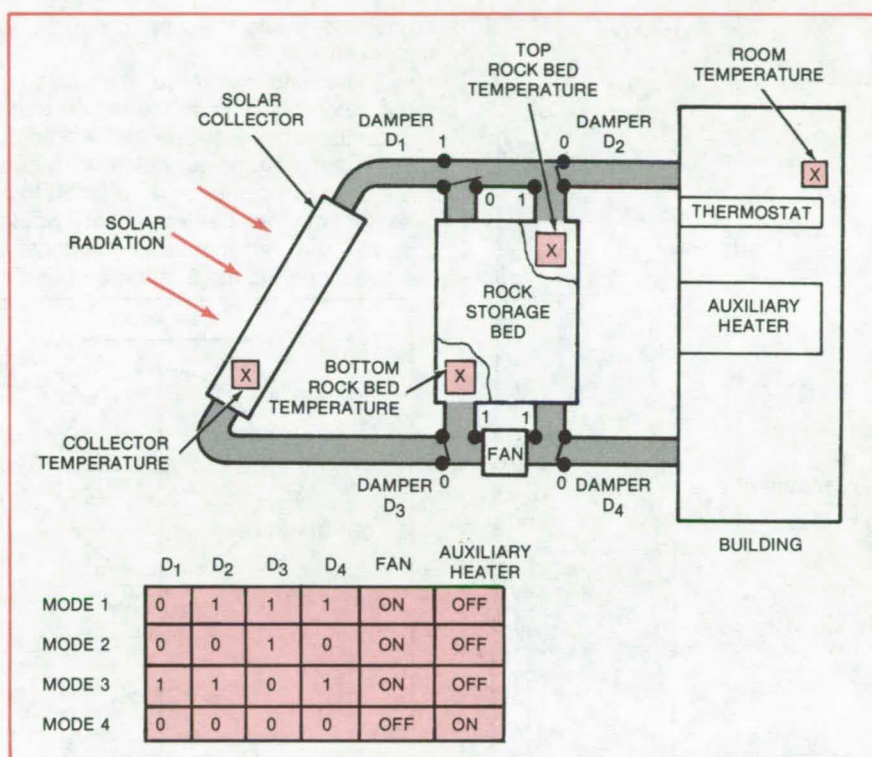 TOP
ROCK BED
TEMPERATURE
ROOM
TEMPERATURE
SOLAR
COLLECTOR
DAMPER
D1
1
0
DAMPER
D2
X
THERMOSTAT
SOLAR
RADIATION
0
1
X
ROCK
STORAGE
BED
AUXILIARY
HEATER
BOTTOM
ROCK BED
TEMPERATURE
X
X
COLLECTOR
TEMPERATURE
1
1
FAN
DAMPER
D3
0
0
DAMPER
D4
BUILDING
D1 D2 D3 D4 FAN AUXILIARY HEATER
MODE 1 0 1 1 1 ON OFF
MODE 2 0 0 1 0 ON OFF
MODE 3 1 1 0 1 ON OFF
MODE 4 0 0 0 0 OFF ON